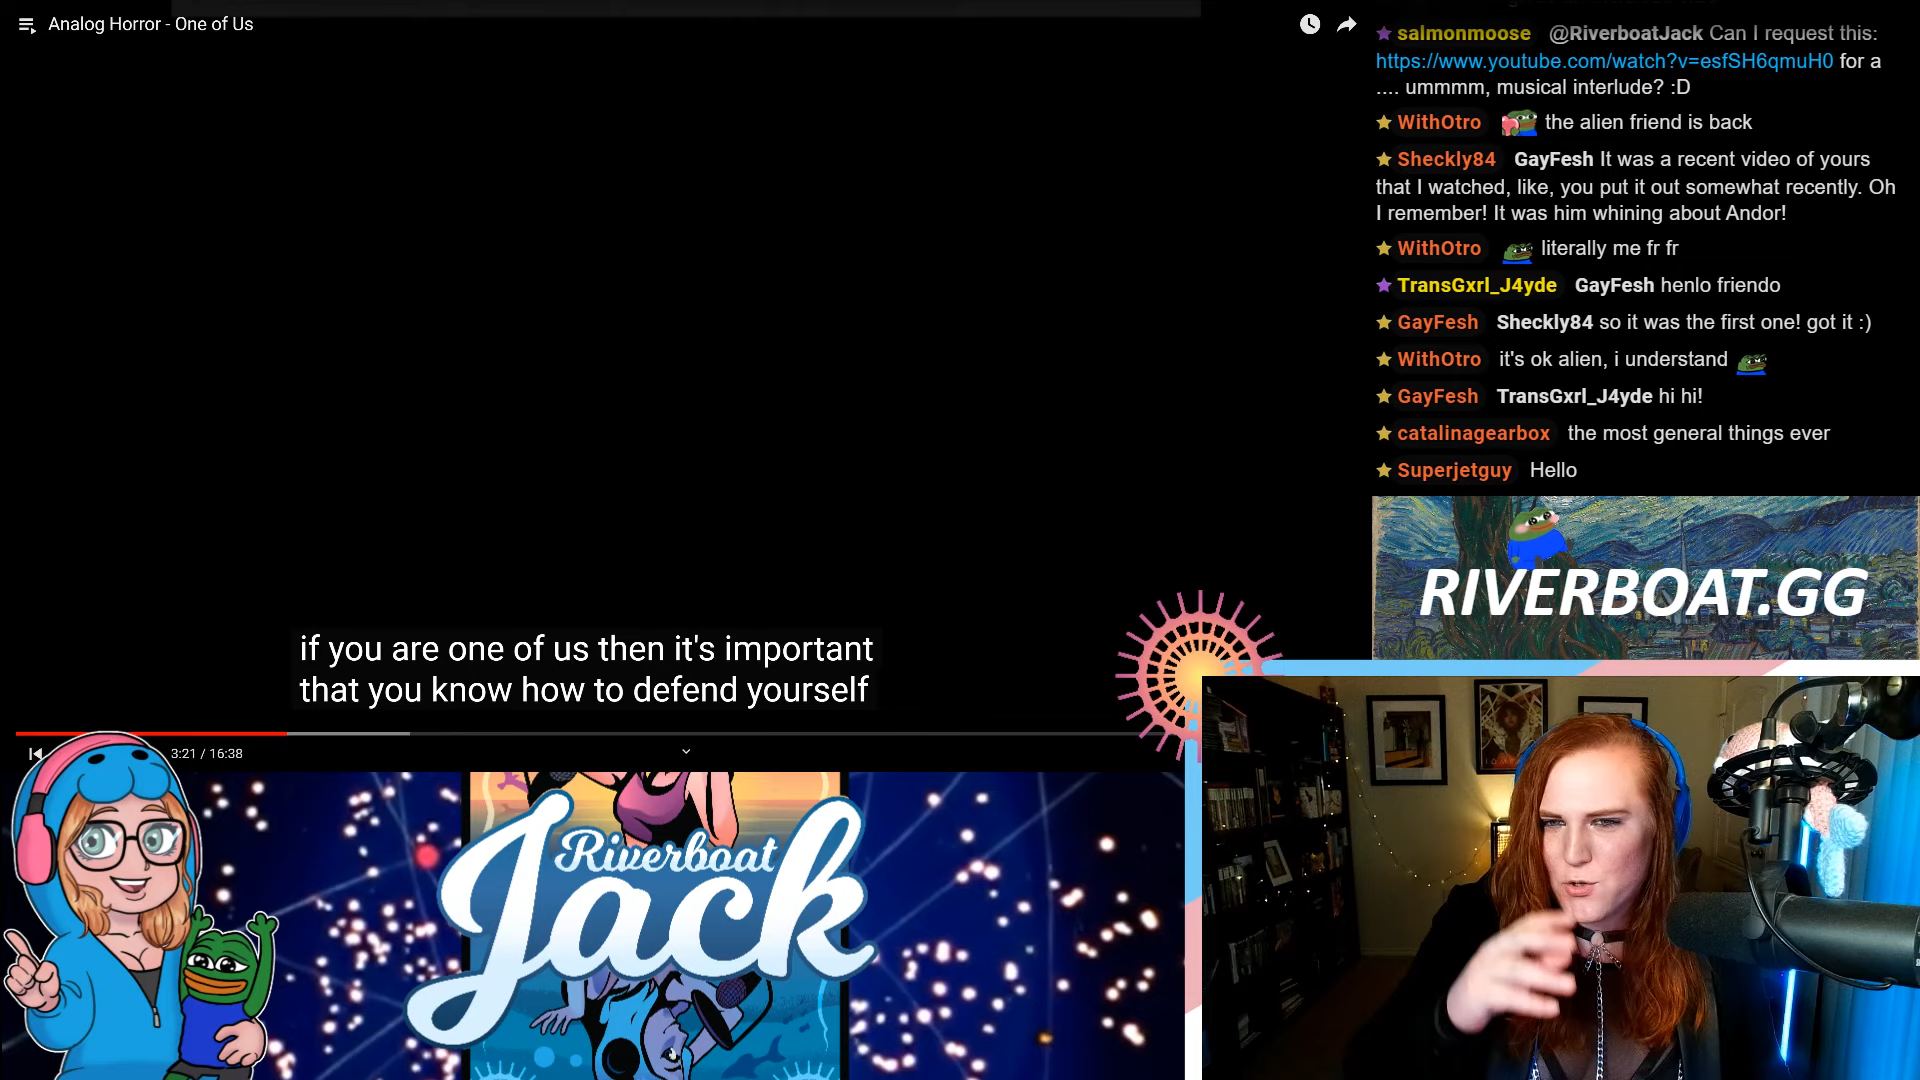 Analog Horror - One of Us
salmonmoose @RiverboatJack Can I request this:
https://www.youtube.com/watch?v=esfSH6qmuH0 for a
.... ummmm, musical interlude? :D
WithOtro the alien friend is back
Sheckly84 GayFesh It was a recent video of yours
that I watched, like, you put it out somewhat recently. Oh
I remember! It was him whining about Andor!
WithOtro literally me fr fr
TransGxrl_J4yde GayFesh henlo friendo
GayFesh Sheckly84 so it was the first one! got it :)
WithOtro it's ok alien, i understand
GayFesh TransGxrl_J4yde hi hi!
catalinagearbox the most general things ever
Superjetguy Hello
RIVERBOAT.GG
if you are one of us then it's important
that you know how to defend yourself
3:21 / 16:38
Riverboat
Jack